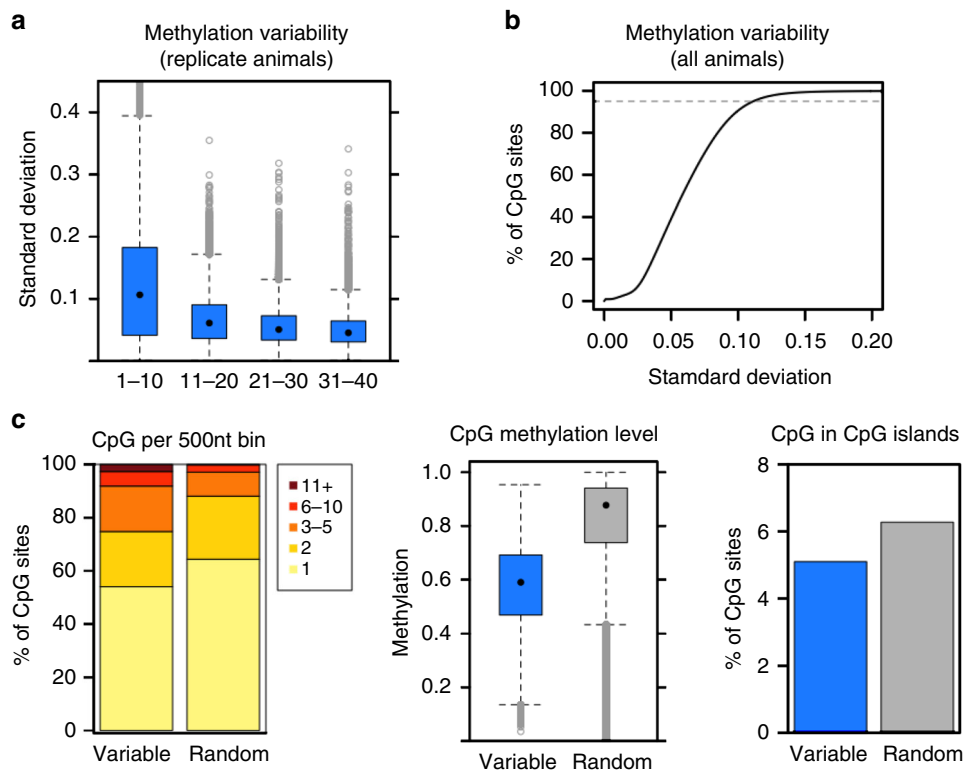 a
Methylation variability
(replicate animals)
Standard deviation
0.4
0.3
0.2
0.1
1–10 11–20 21–30 31–40
b
Methylation variability
(all animals)
% of CpG sites
100
80
60
40
20
0
0.00 0.05 0.10 0.15 0.20
Stamdard deviation
c
CpG per 500nt bin
% of CpG sites
100
80
60
40
20
0
Variable Random
11+
6–10
3–5
2
1
CpG methylation level
Methylation
1.0
0.8
0.6
0.4
0.2
Variable Random
CpG in CpG islands
% of CpG sites
8
6
4
2
0
Variable Random